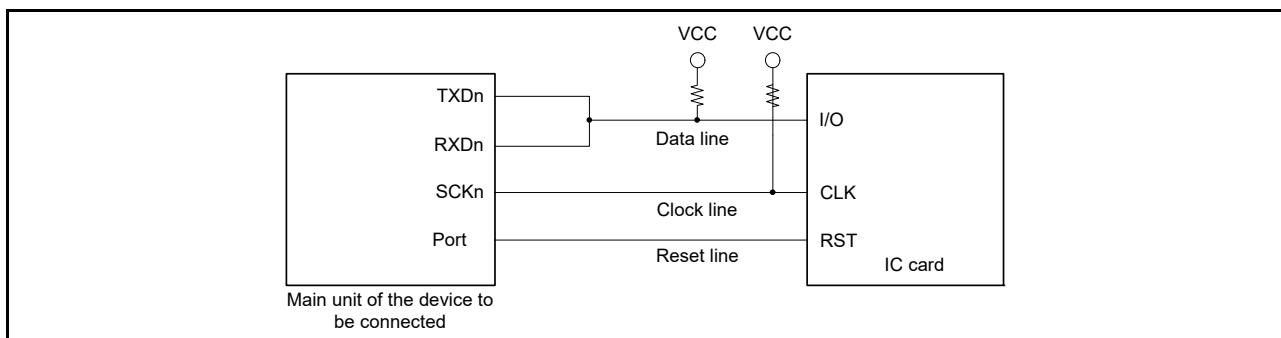 VCC
VCC
TXDn
RXDn
SCKn
Port
Data line
Clock line
Reset line
I/O
CLK
RST
IC card
Main unit of the device to
be connected